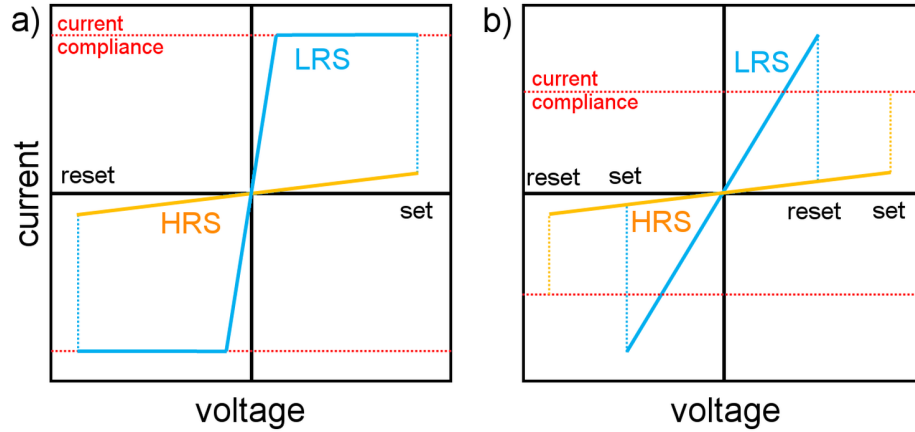 a)
current
compliance
LRS
reset
set
HRS
current
voltage
b)
LRS
current
compliance
reset
set
reset
set
HRS
voltage